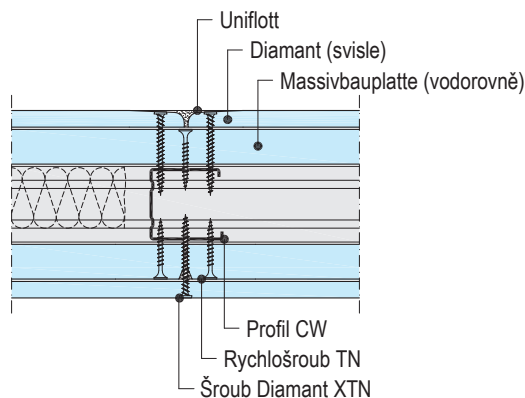 Uniflott
Diamant (svisle)
Massivbauplatte (vodorovně)
Profil CW
Rychlošroub TN
Šroub Diamant XTN